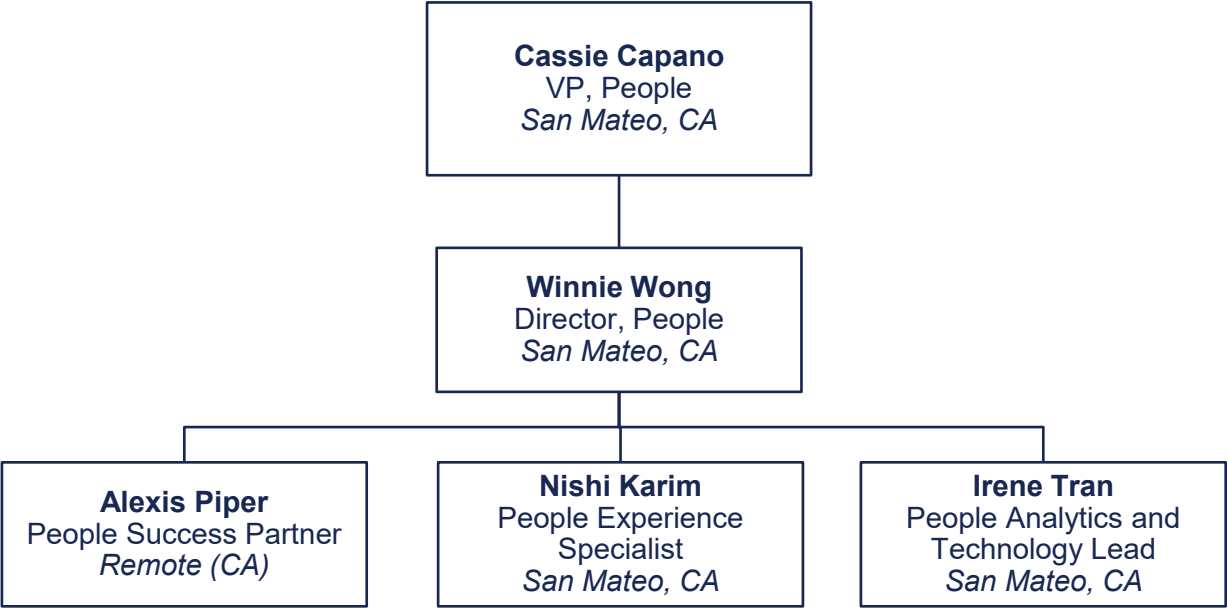 Cassie Capano
VP, People
San Mateo, CA
Winnie Wong
Director, People
San Mateo, CA
Alexis Piper
People Success Partner
Remote (CA)
Nishi Karim
People Experience
Specialist
San Mateo, CA
Irene Tran
People Analytics and
Technology Lead
San Mateo, CA